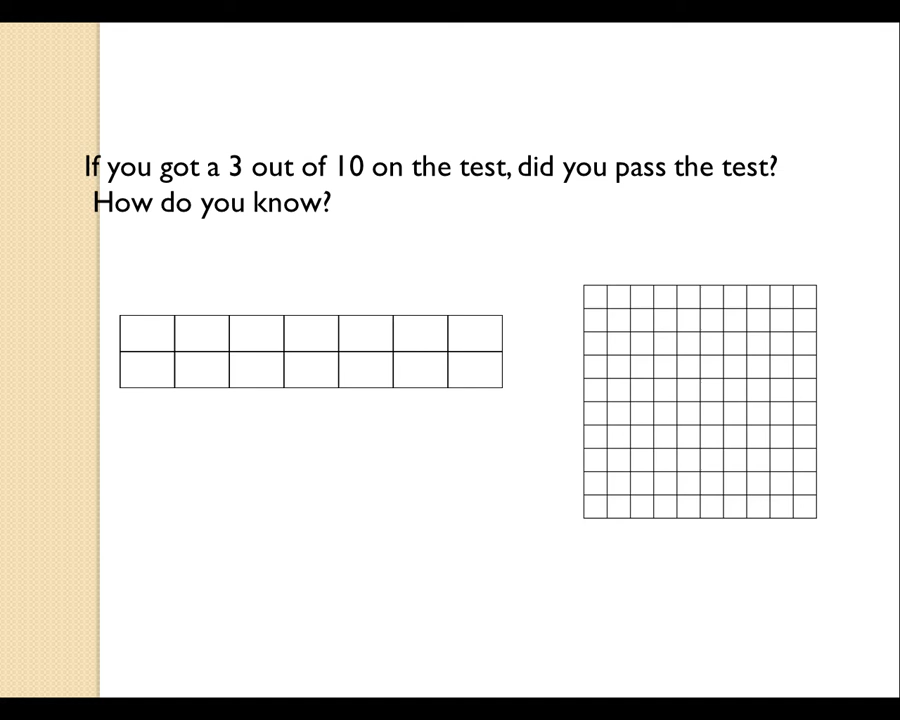 If you got a 3 out of 10 on the test, did you pass the test?
How do you know?